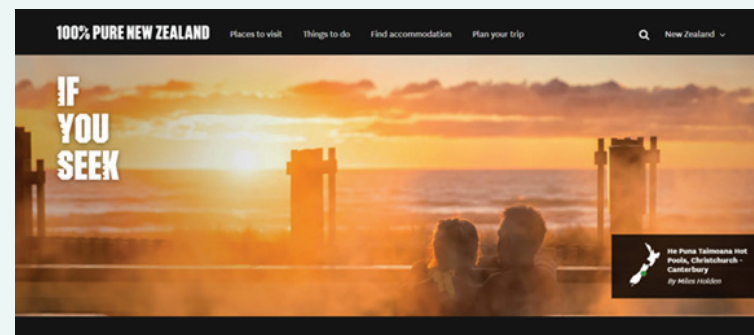 100% PURE NEW ZEALAND Places to visit Things to do Find accommodation Plan your trip New Zealand
IF
YOU
SEEK
He Puna Taimoana Hot
Pools, Christchurch -
Canterbury
By Miles Holden